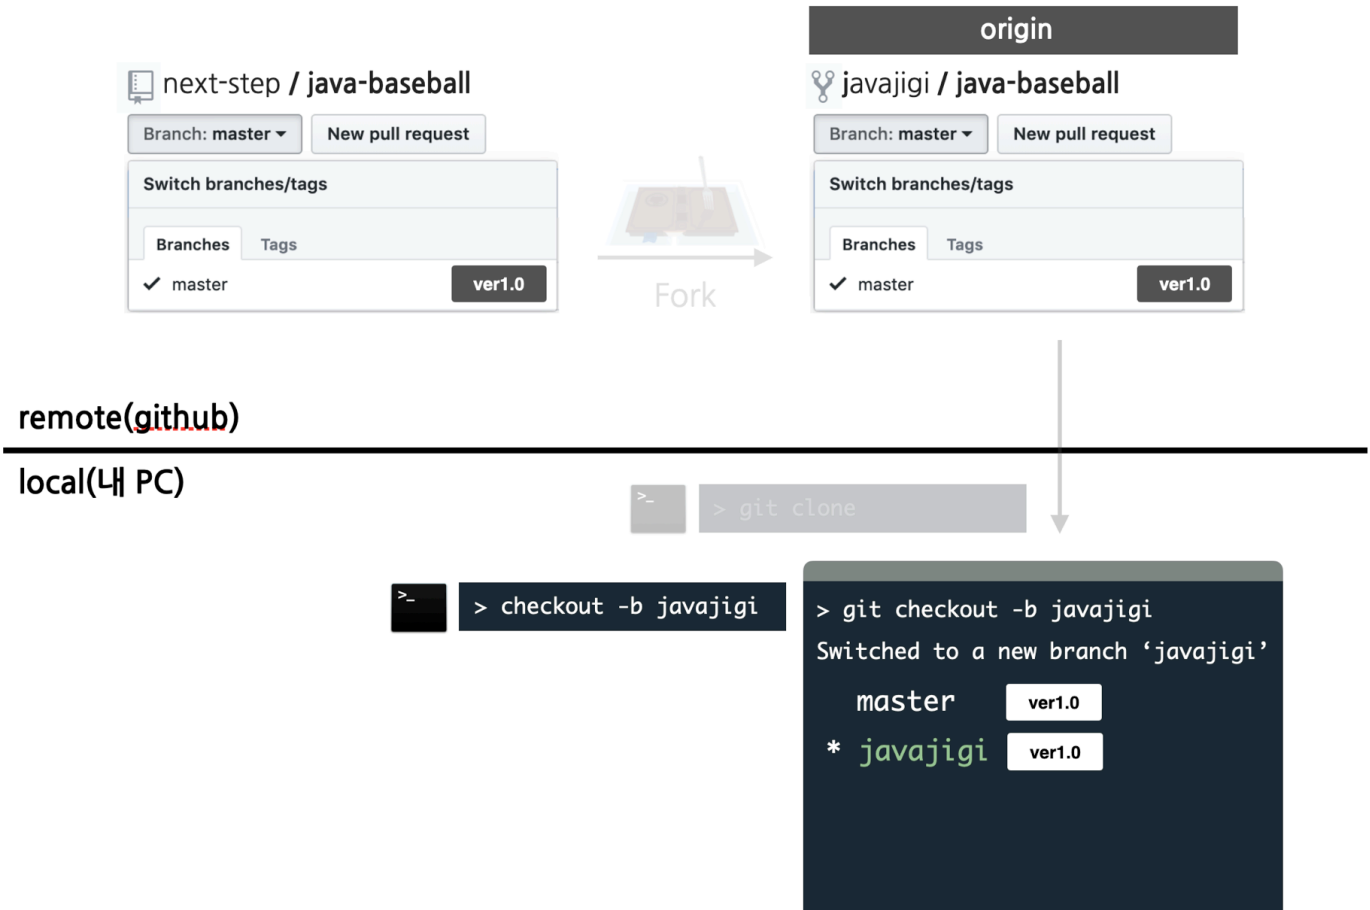 origin
next-step / java-baseball
Branch: master
New pull request
Switch branches/tags
Branches
Tags
master
ver1.0
Fork
javajigi / java-baseball
Branch: master
New pull request
Switch branches/tags
Branches
Tags
master
ver1.0
remote(github)
local(내 PC)
>_
> git clone
>_
> checkout -b javajigi
> git checkout -b javajigi
Switched to a new branch ‘javajigi’
master ver1.0
* javajigi ver1.0